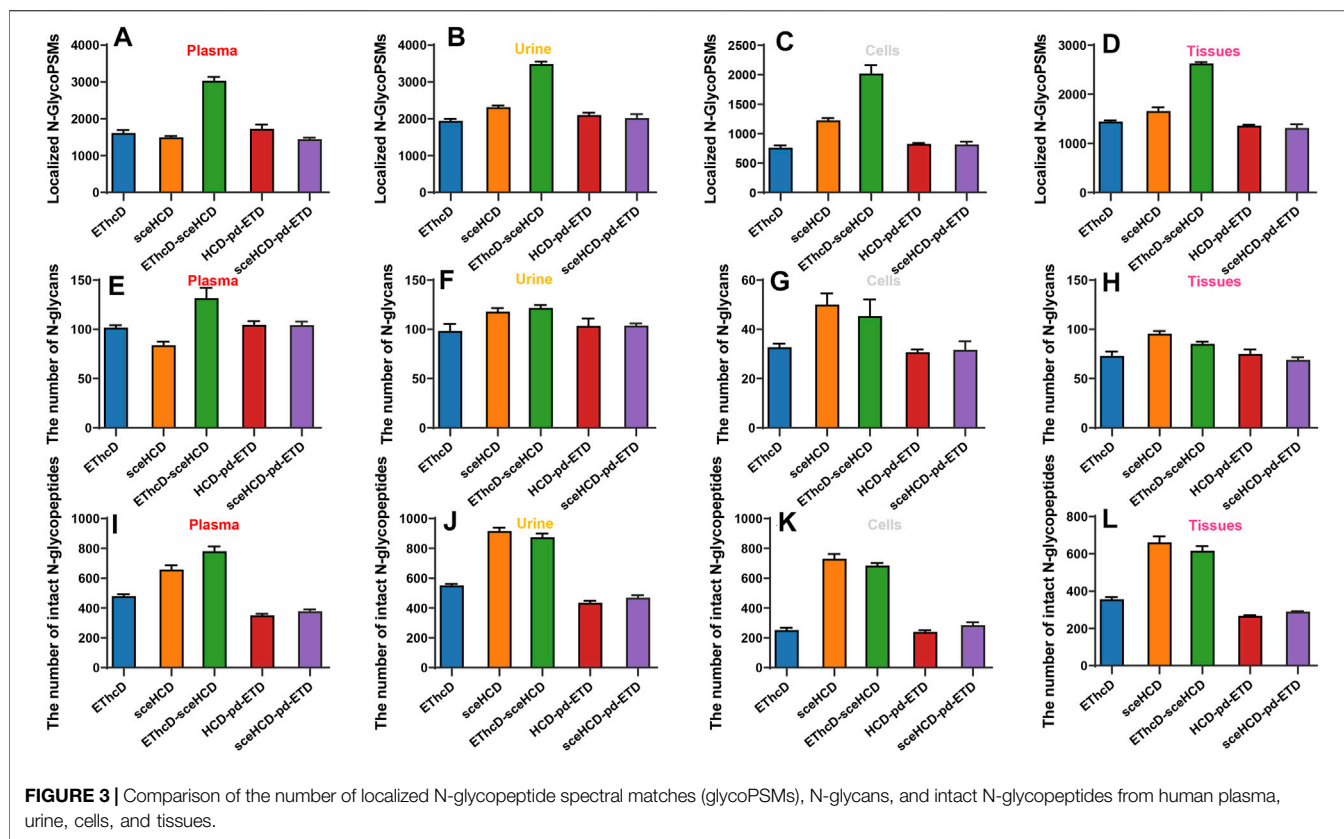 A
Plasma
Localized N-GlycoPSMs
4000
3000
2000
1000
0
EThcD
sceHCD
EThcD-sceHCD
HCD-pd-ETD
sceHCD-pd-ETD
B
Urine
Localized N-GlycoPSMs
4000
3000
2000
1000
0
EThcD
sceHCD
EThcD-sceHCD
HCD-pd-ETD
sceHCD-pd-ETD
C
Cells
Localized N-GlycoPSMs
2500
2000
1500
1000
500
0
EThcD
sceHCD
EThcD-sceHCD
HCD-pd-ETD
sceHCD-pd-ETD
D
Tissues
Localized N-GlycoPSMs
3000
2000
1000
0
EThcD
sceHCD
EThcD-sceHCD
HCD-pd-ETD
sceHCD-pd-ETD
E
Plasma
The number of N-glycans
150
100
50
0
EThcD
sceHCD
EThcD-sceHCD
HCD-pd-ETD
sceHCD-pd-ETD
F
Urine
The number of N-glycans
150
100
50
0
EThcD
sceHCD
EThcD-sceHCD
HCD-pd-ETD
sceHCD-pd-ETD
G
Cells
The number of N-glycans
60
40
20
0
EThcD
sceHCD
EThcD-sceHCD
HCD-pd-ETD
sceHCD-pd-ETD
H
Tissues
The number of N-glycans
150
100
50
0
EThcD
sceHCD
EThcD-sceHCD
HCD-pd-ETD
sceHCD-pd-ETD
I
Plasma
The number of intact N-glycopeptides
1000
800
600
400
200
0
EThcD
sceHCD
EThcD-sceHCD
HCD-pd-ETD
sceHCD-pd-ETD
J
Urine
The number of intact N-glycopeptides
1000
800
600
400
200
0
EThcD
sceHCD
EThcD-sceHCD
HCD-pd-ETD
sceHCD-pd-ETD
K
Cells
The number of intact N-glycopeptides
1000
800
600
400
200
0
EThcD
sceHCD
EThcD-sceHCD
HCD-pd-ETD
sceHCD-pd-ETD
L
Tissues
The number of intact N-glycopeptides
800
600
400
200
0
EThcD
sceHCD
EThcD-sceHCD
HCD-pd-ETD
sceHCD-pd-ETD
FIGURE 3 | Comparison of the number of localized N-glycopeptide spectral matches (glycoPSMs), N-glycans, and intact N-glycopeptides from human plasma,
urine, cells, and tissues.